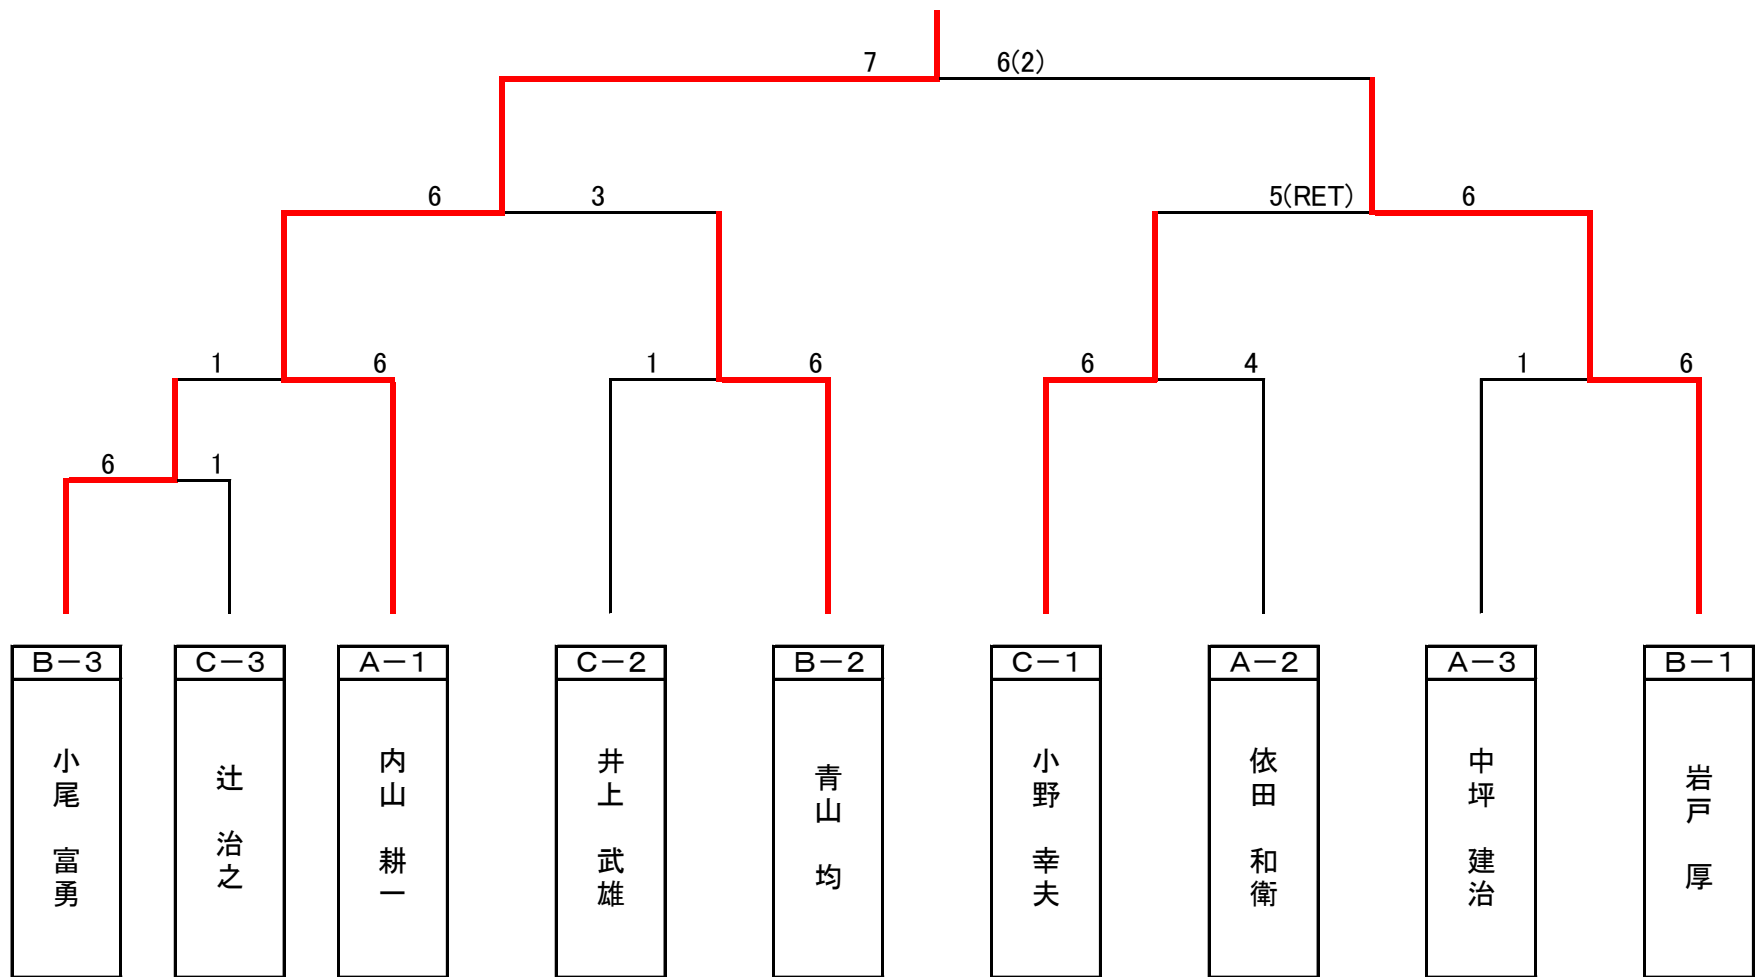 7 6(2)
6 3 5(RET) 6
1 6 1 6 6 4 1 6
6 1
B－3 C－3 A－1 C－2 B－2 C－1 A－2 A－3 B－1
小尾 富勇
辻 治之
内山 耕一
井上 武雄
青山 均
小野 幸夫
依田 和衛
中坪 建治
岩戸 厚